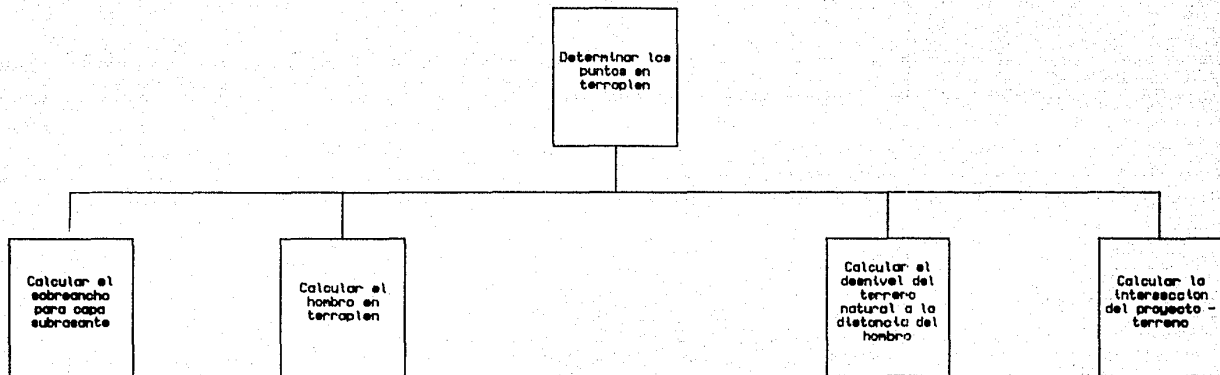 Determinar los
puntos en
terraplen
Calcular el
sobreancho
para capa
subrasante
Calcular el
hombro en
terraplen
Calcular el
desnivel del
terreno
natural a la
distancia del
hombro
Calcular la
interseccion
del proyecto -
terreno